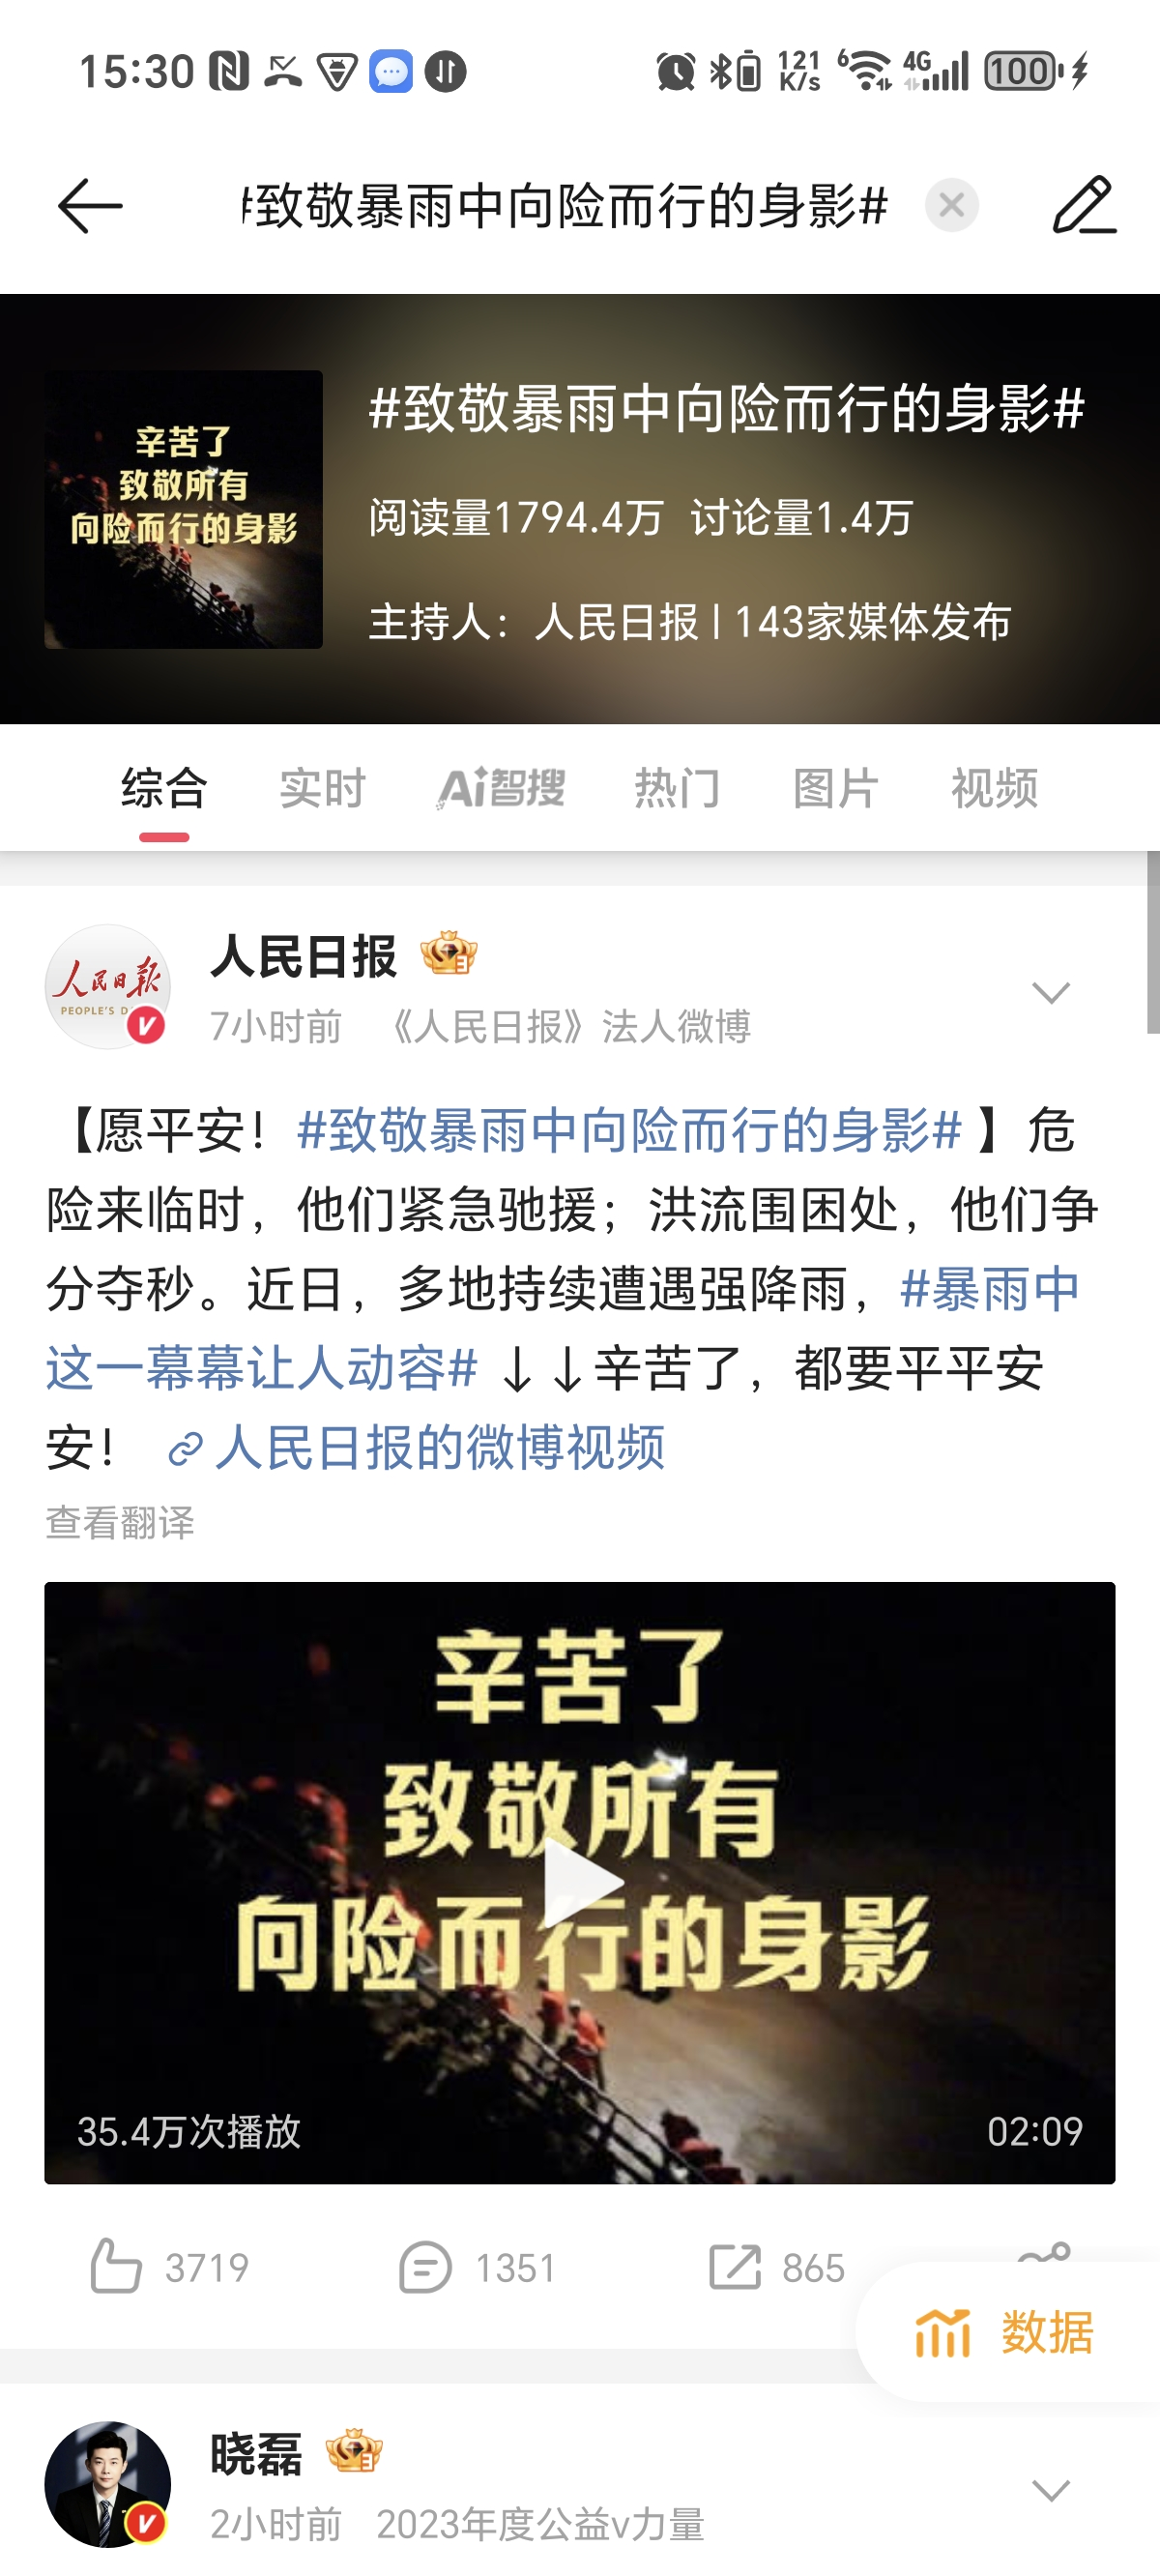 15:30
121 K/s
6
4G
100
#致敬暴雨中向险而行的身影#
辛苦了
致敬所有
向险而行的身影
#致敬暴雨中向险而行的身影#
阅读量1794.4万 讨论量1.4万
主持人：人民日报 | 143家媒体发布
综合 实时 Ai智搜 热门 图片 视频
人民日报
PEOPLE'S D
人民日报 3
7小时前 《人民日报》法人微博
【愿平安！#致敬暴雨中向险而行的身影# 】危
险来临时，他们紧急驰援；洪流围困处，他们争
分夺秒。近日，多地持续遭遇强降雨，#暴雨中
这一幕幕让人动容# ↓↓辛苦了，都要平平安
安！ 人民日报的微博视频
查看翻译
辛苦了
致敬所有
向险而行的身影
35.4万次播放 02:09
3719 1351 865
数据
晓磊 3
2小时前 2023年度公益v力量